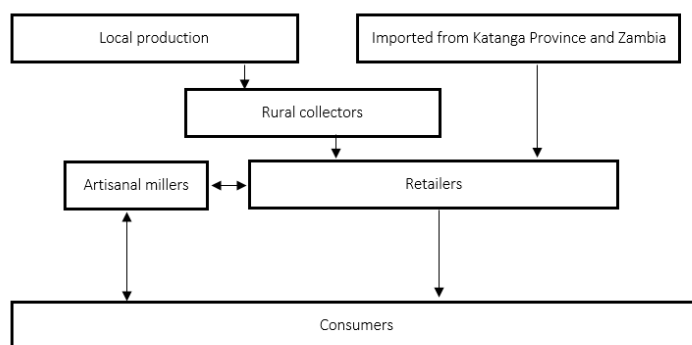 Local production
Imported from Katanga Province and Zambia
Rural collectors
Artisanal millers
Retailers
Consumers